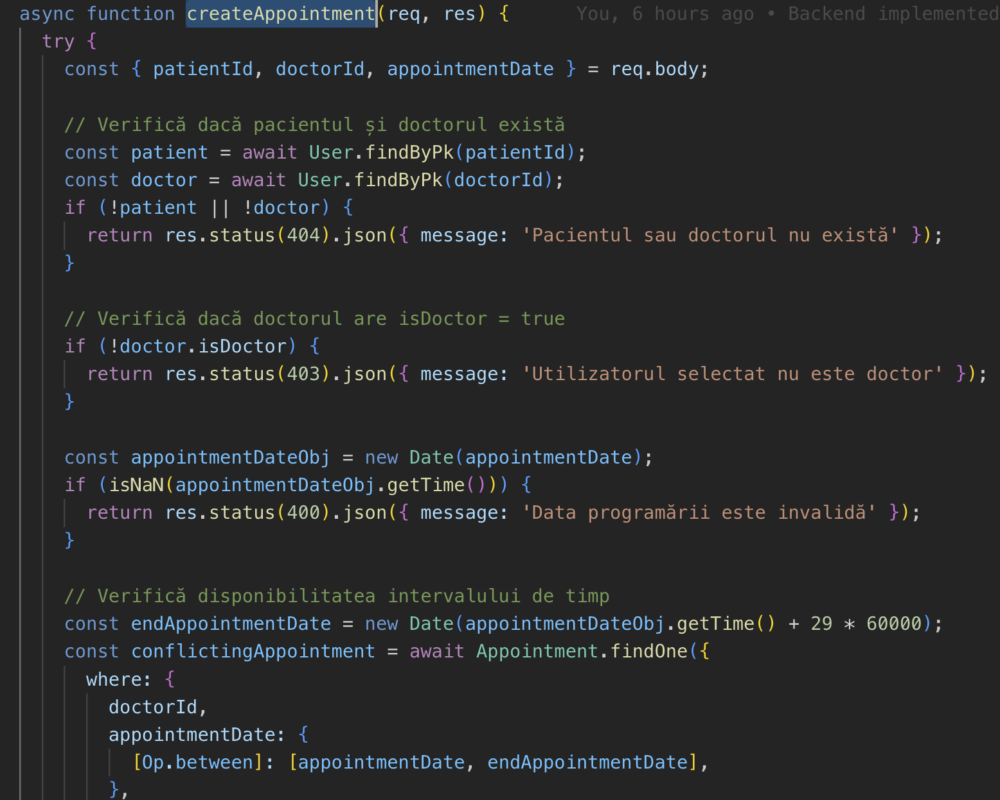 async function createAppointment(req, res) {      You, 6 hours ago • Backend implemented
  try {
    const { patientId, doctorId, appointmentDate } = req.body;

    // Verifică dacă pacientul și doctorul există
    const patient = await User.findByPk(patientId);
    const doctor = await User.findByPk(doctorId);
    if (!patient || !doctor) {
      return res.status(404).json({ message: 'Pacientul sau doctorul nu există' });
    }

    // Verifică dacă doctorul are isDoctor = true
    if (!doctor.isDoctor) {
      return res.status(403).json({ message: 'Utilizatorul selectat nu este doctor' });
    }

    const appointmentDateObj = new Date(appointmentDate);
    if (isNaN(appointmentDateObj.getTime())) {
      return res.status(400).json({ message: 'Data programării este invalidă' });
    }

    // Verifică disponibilitatea intervalului de timp
    const endAppointmentDate = new Date(appointmentDateObj.getTime() + 29 * 60000);
    const conflictingAppointment = await Appointment.findOne({
      where: {
        doctorId,
        appointmentDate: {
          [Op.between]: [appointmentDate, endAppointmentDate],
        },